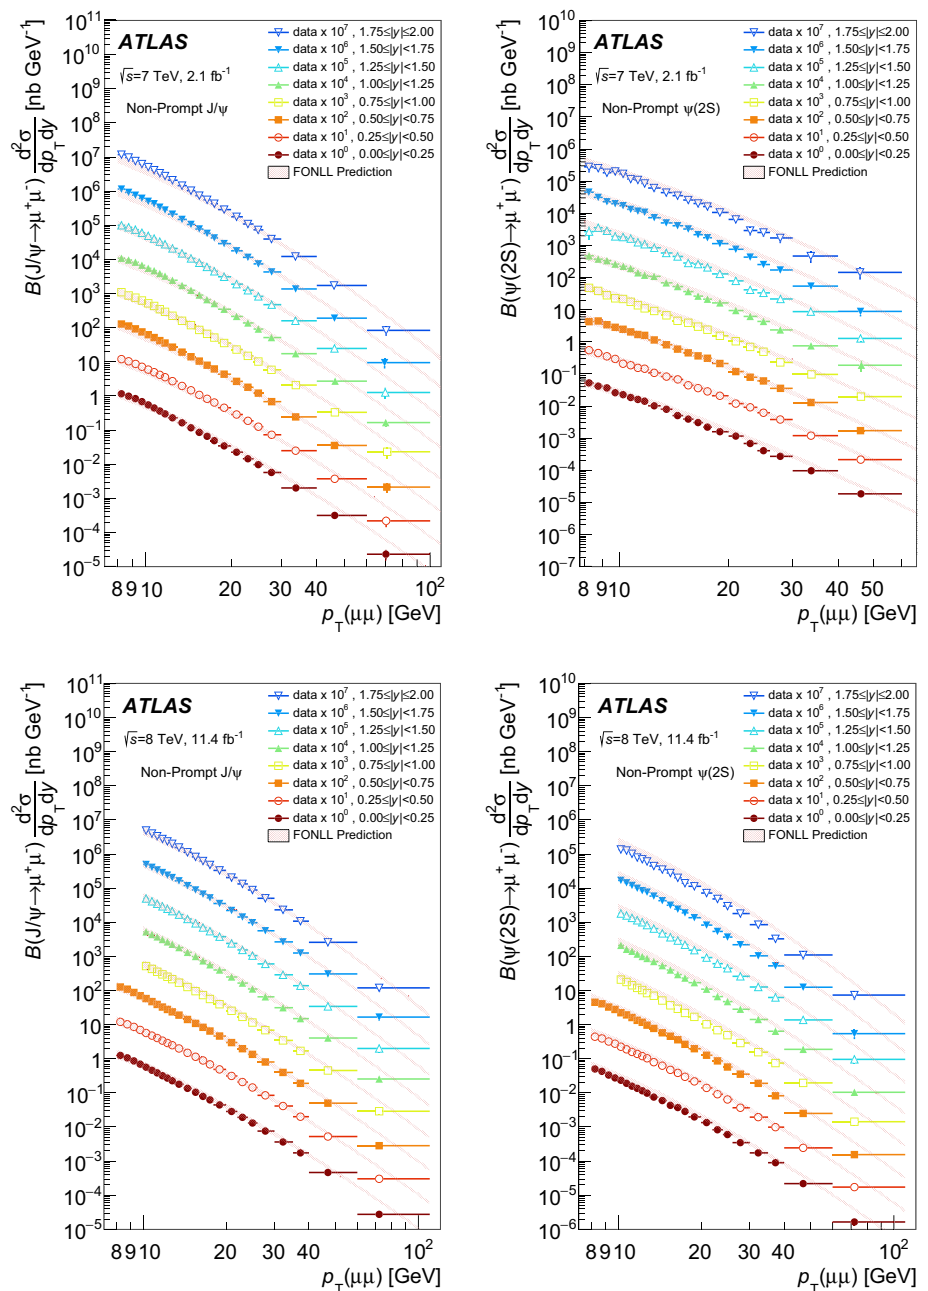 B(J/ψ→μ⁺μ⁻) d²σ/dp_T dy [nb GeV⁻¹]
10¹¹
10¹⁰
10⁹
10⁸
10⁷
10⁶
10⁵
10⁴
10³
10²
10
1
10⁻¹
10⁻²
10⁻³
10⁻⁴
10⁻⁵
ATLAS
√s=7 TeV, 2.1 fb⁻¹
Non-Prompt J/ψ
data x 10⁷ , 1.75≤|y|≤2.00
data x 10⁶ , 1.50≤|y|<1.75
data x 10⁵ , 1.25≤|y|<1.50
data x 10⁴ , 1.00≤|y|<1.25
data x 10³ , 0.75≤|y|<1.00
data x 10² , 0.50≤|y|<0.75
data x 10¹ , 0.25≤|y|<0.50
data x 10⁰ , 0.00≤|y|<0.25
FONLL Prediction
8 9 10 20 30 40 10²
p_T(μμ) [GeV]
B(ψ(2S)→μ⁺μ⁻) d²σ/dp_T dy [nb GeV⁻¹]
10¹⁰
10⁹
10⁸
10⁷
10⁶
10⁵
10⁴
10³
10²
10
1
10⁻¹
10⁻²
10⁻³
10⁻⁴
10⁻⁵
10⁻⁶
10⁻⁷
ATLAS
√s=7 TeV, 2.1 fb⁻¹
Non-Prompt ψ(2S)
data x 10⁷ , 1.75≤|y|≤2.00
data x 10⁶ , 1.50≤|y|<1.75
data x 10⁵ , 1.25≤|y|<1.50
data x 10⁴ , 1.00≤|y|<1.25
data x 10³ , 0.75≤|y|<1.00
data x 10² , 0.50≤|y|<0.75
data x 10¹ , 0.25≤|y|<0.50
data x 10⁰ , 0.00≤|y|<0.25
FONLL Prediction
8 9 10 20 30 40 50
p_T(μμ) [GeV]
B(J/ψ→μ⁺μ⁻) d²σ/dp_T dy [nb GeV⁻¹]
10¹¹
10¹⁰
10⁹
10⁸
10⁷
10⁶
10⁵
10⁴
10³
10²
10
1
10⁻¹
10⁻²
10⁻³
10⁻⁴
10⁻⁵
ATLAS
√s=8 TeV, 11.4 fb⁻¹
Non-Prompt J/ψ
data x 10⁷ , 1.75≤|y|≤2.00
data x 10⁶ , 1.50≤|y|<1.75
data x 10⁵ , 1.25≤|y|<1.50
data x 10⁴ , 1.00≤|y|<1.25
data x 10³ , 0.75≤|y|<1.00
data x 10² , 0.50≤|y|<0.75
data x 10¹ , 0.25≤|y|<0.50
data x 10⁰ , 0.00≤|y|<0.25
FONLL Prediction
8 9 10 20 30 40 10²
p_T(μμ) [GeV]
B(ψ(2S)→μ⁺μ⁻) d²σ/dp_T dy [nb GeV⁻¹]
10¹⁰
10⁹
10⁸
10⁷
10⁶
10⁵
10⁴
10³
10²
10
1
10⁻¹
10⁻²
10⁻³
10⁻⁴
10⁻⁵
10⁻⁶
ATLAS
√s=8 TeV, 11.4 fb⁻¹
Non-Prompt ψ(2S)
data x 10⁷ , 1.75≤|y|≤2.00
data x 10⁶ , 1.50≤|y|<1.75
data x 10⁵ , 1.25≤|y|<1.50
data x 10⁴ , 1.00≤|y|<1.25
data x 10³ , 0.75≤|y|<1.00
data x 10² , 0.50≤|y|<0.75
data x 10¹ , 0.25≤|y|<0.50
data x 10⁰ , 0.00≤|y|<0.25
FONLL Prediction
8 9 10 20 30 40 10²
p_T(μμ) [GeV]